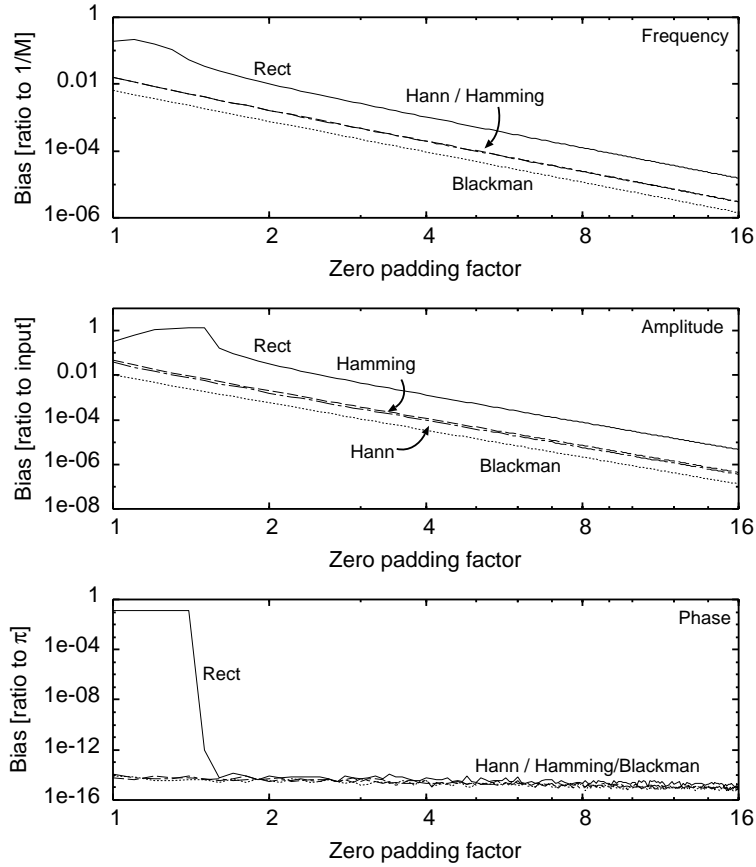 1
0.01
1e-04
1e-06
Bias [ratio to 1/M]
Frequency
Rect
Hann / Hamming
Blackman
1 2 4 8 16
Zero padding factor
1
0.01
1e-04
1e-06
1e-08
Bias [ratio to input]
Amplitude
Rect
Hamming
Hann
Blackman
1 2 4 8 16
Zero padding factor
1
1e-04
1e-08
1e-12
1e-16
Bias [ratio to π]
Phase
Rect
Hann / Hamming/Blackman
1 2 4 8 16
Zero padding factor